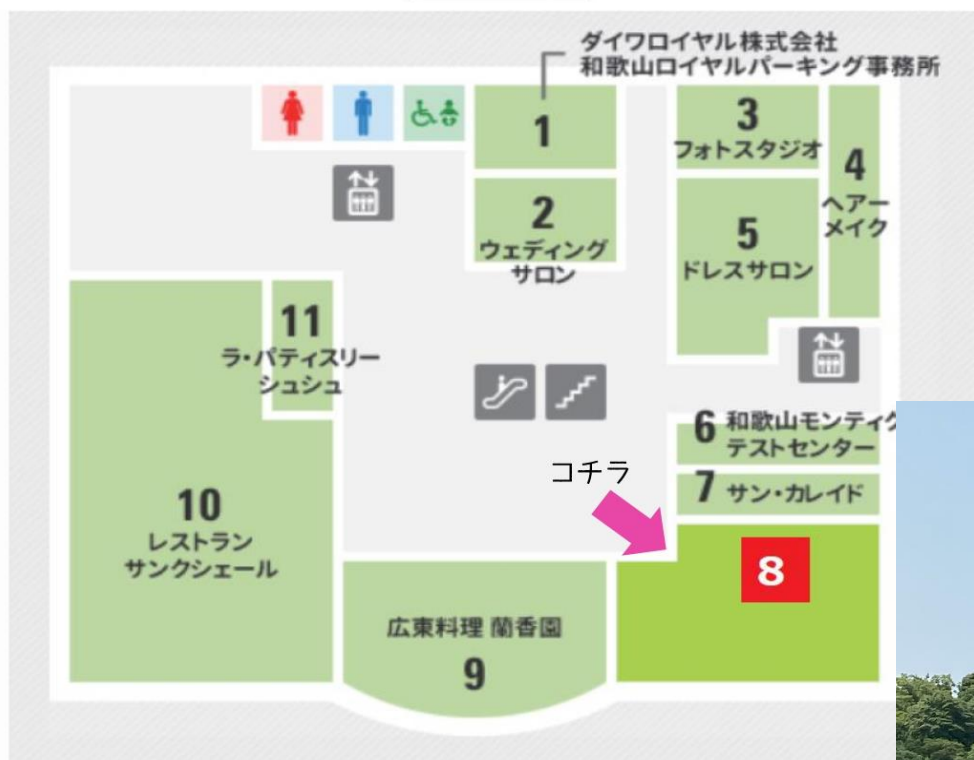 ダイワロイヤル株式会社
和歌山ロイヤルパーキング事務所
1
2
ウェディング
サロン
3
フォトスタジオ
4
ヘアー
メイク
5
ドレスサロン
11
ラ・パティスリー
シュシュ
6 和歌山モンティグ
テストセンター
コチラ
7 サン・カレイド
8
10
レストラン
サンクシェール
広東料理 蘭香園
9